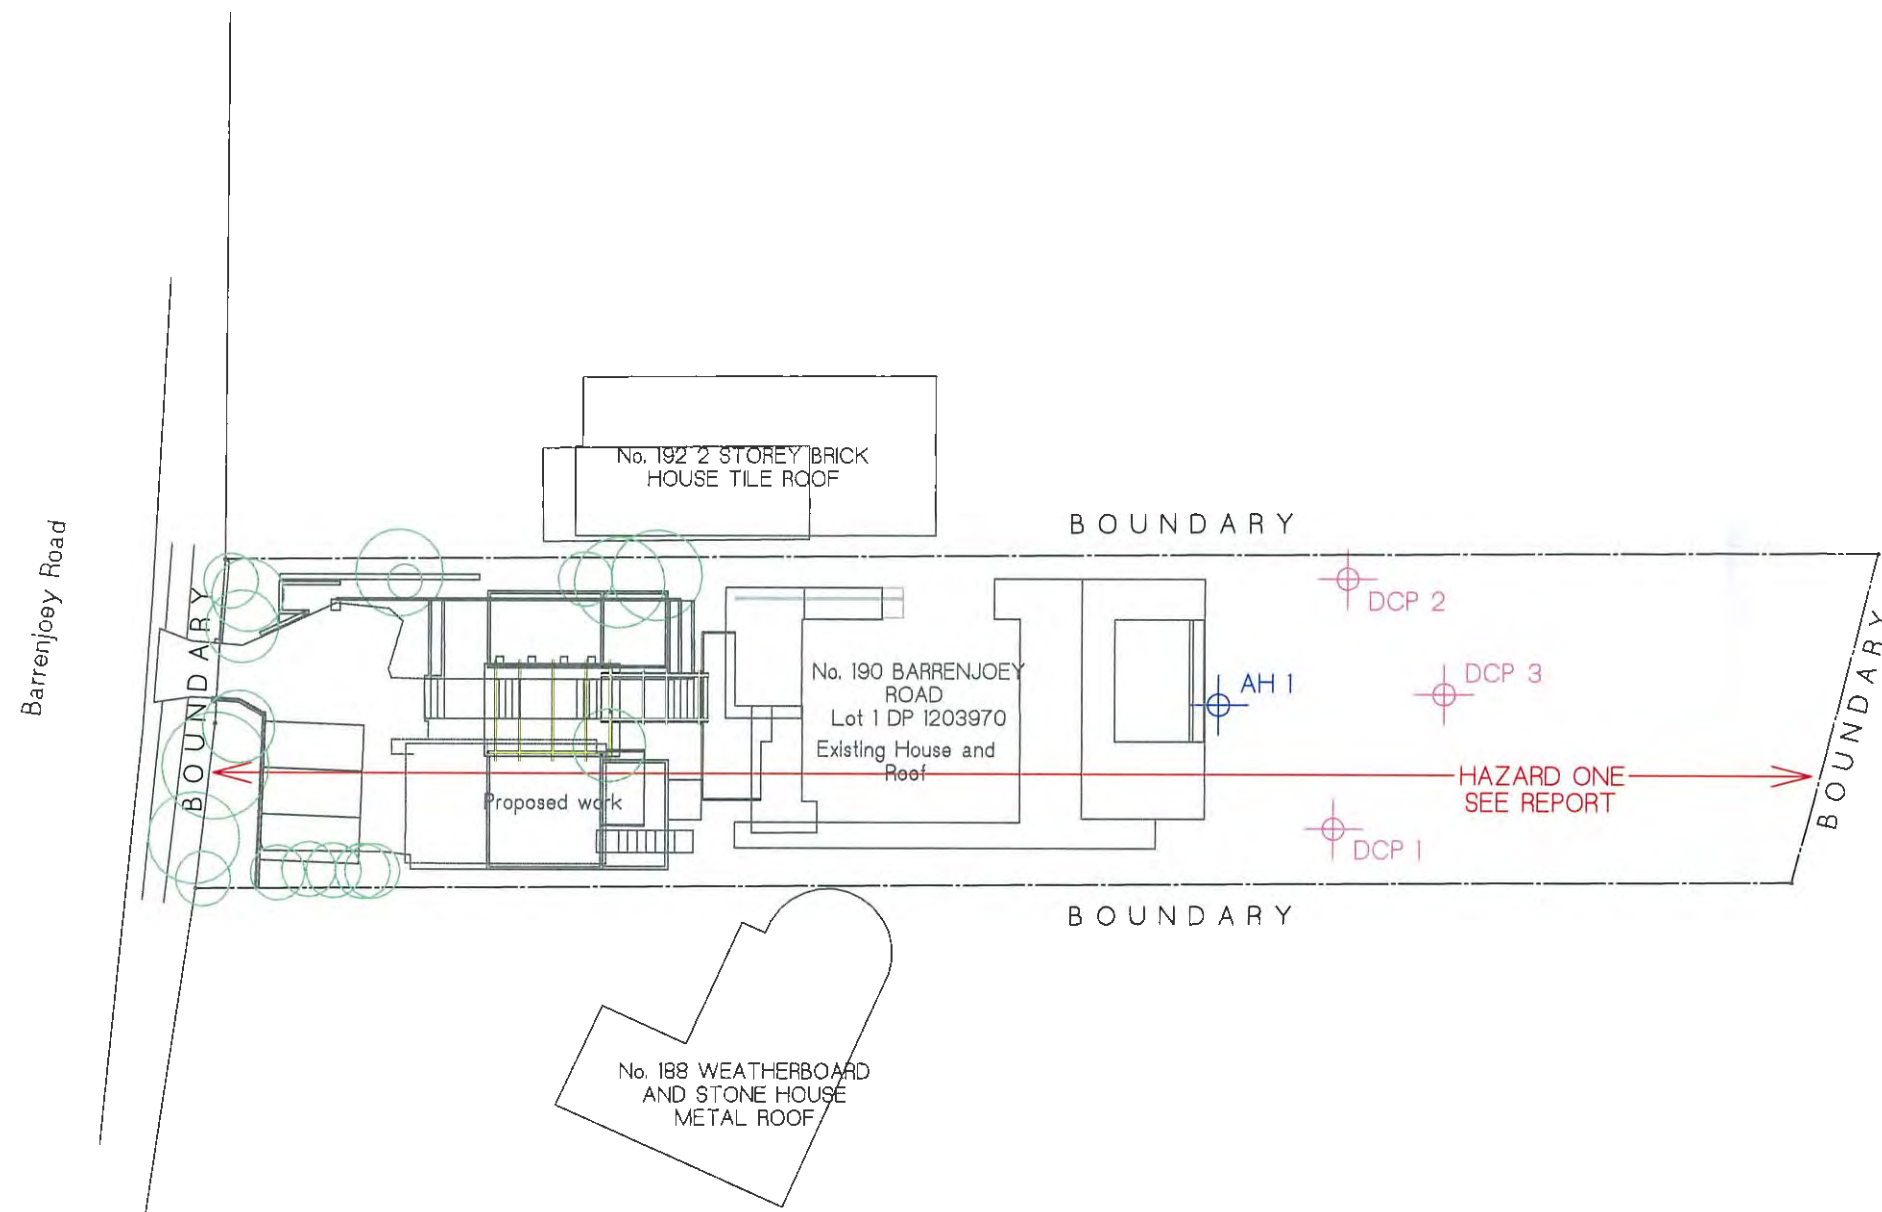 No. 192 2 STOREY BRICK
HOUSE TILE ROOF
BOUNDARY
Barrenjoey Road
BOUNDARY
DCP 2
No. 190 BARRENJOEY
ROAD
Lot 1 DP 1203970
Existing House and
Roof
AH 1
DCP 3
BOUNDARY
HAZARD ONE
SEE REPORT
Proposed work
DCP 1
BOUNDARY
No. 188 WEATHERBOARD
AND STONE HOUSE
METAL ROOF